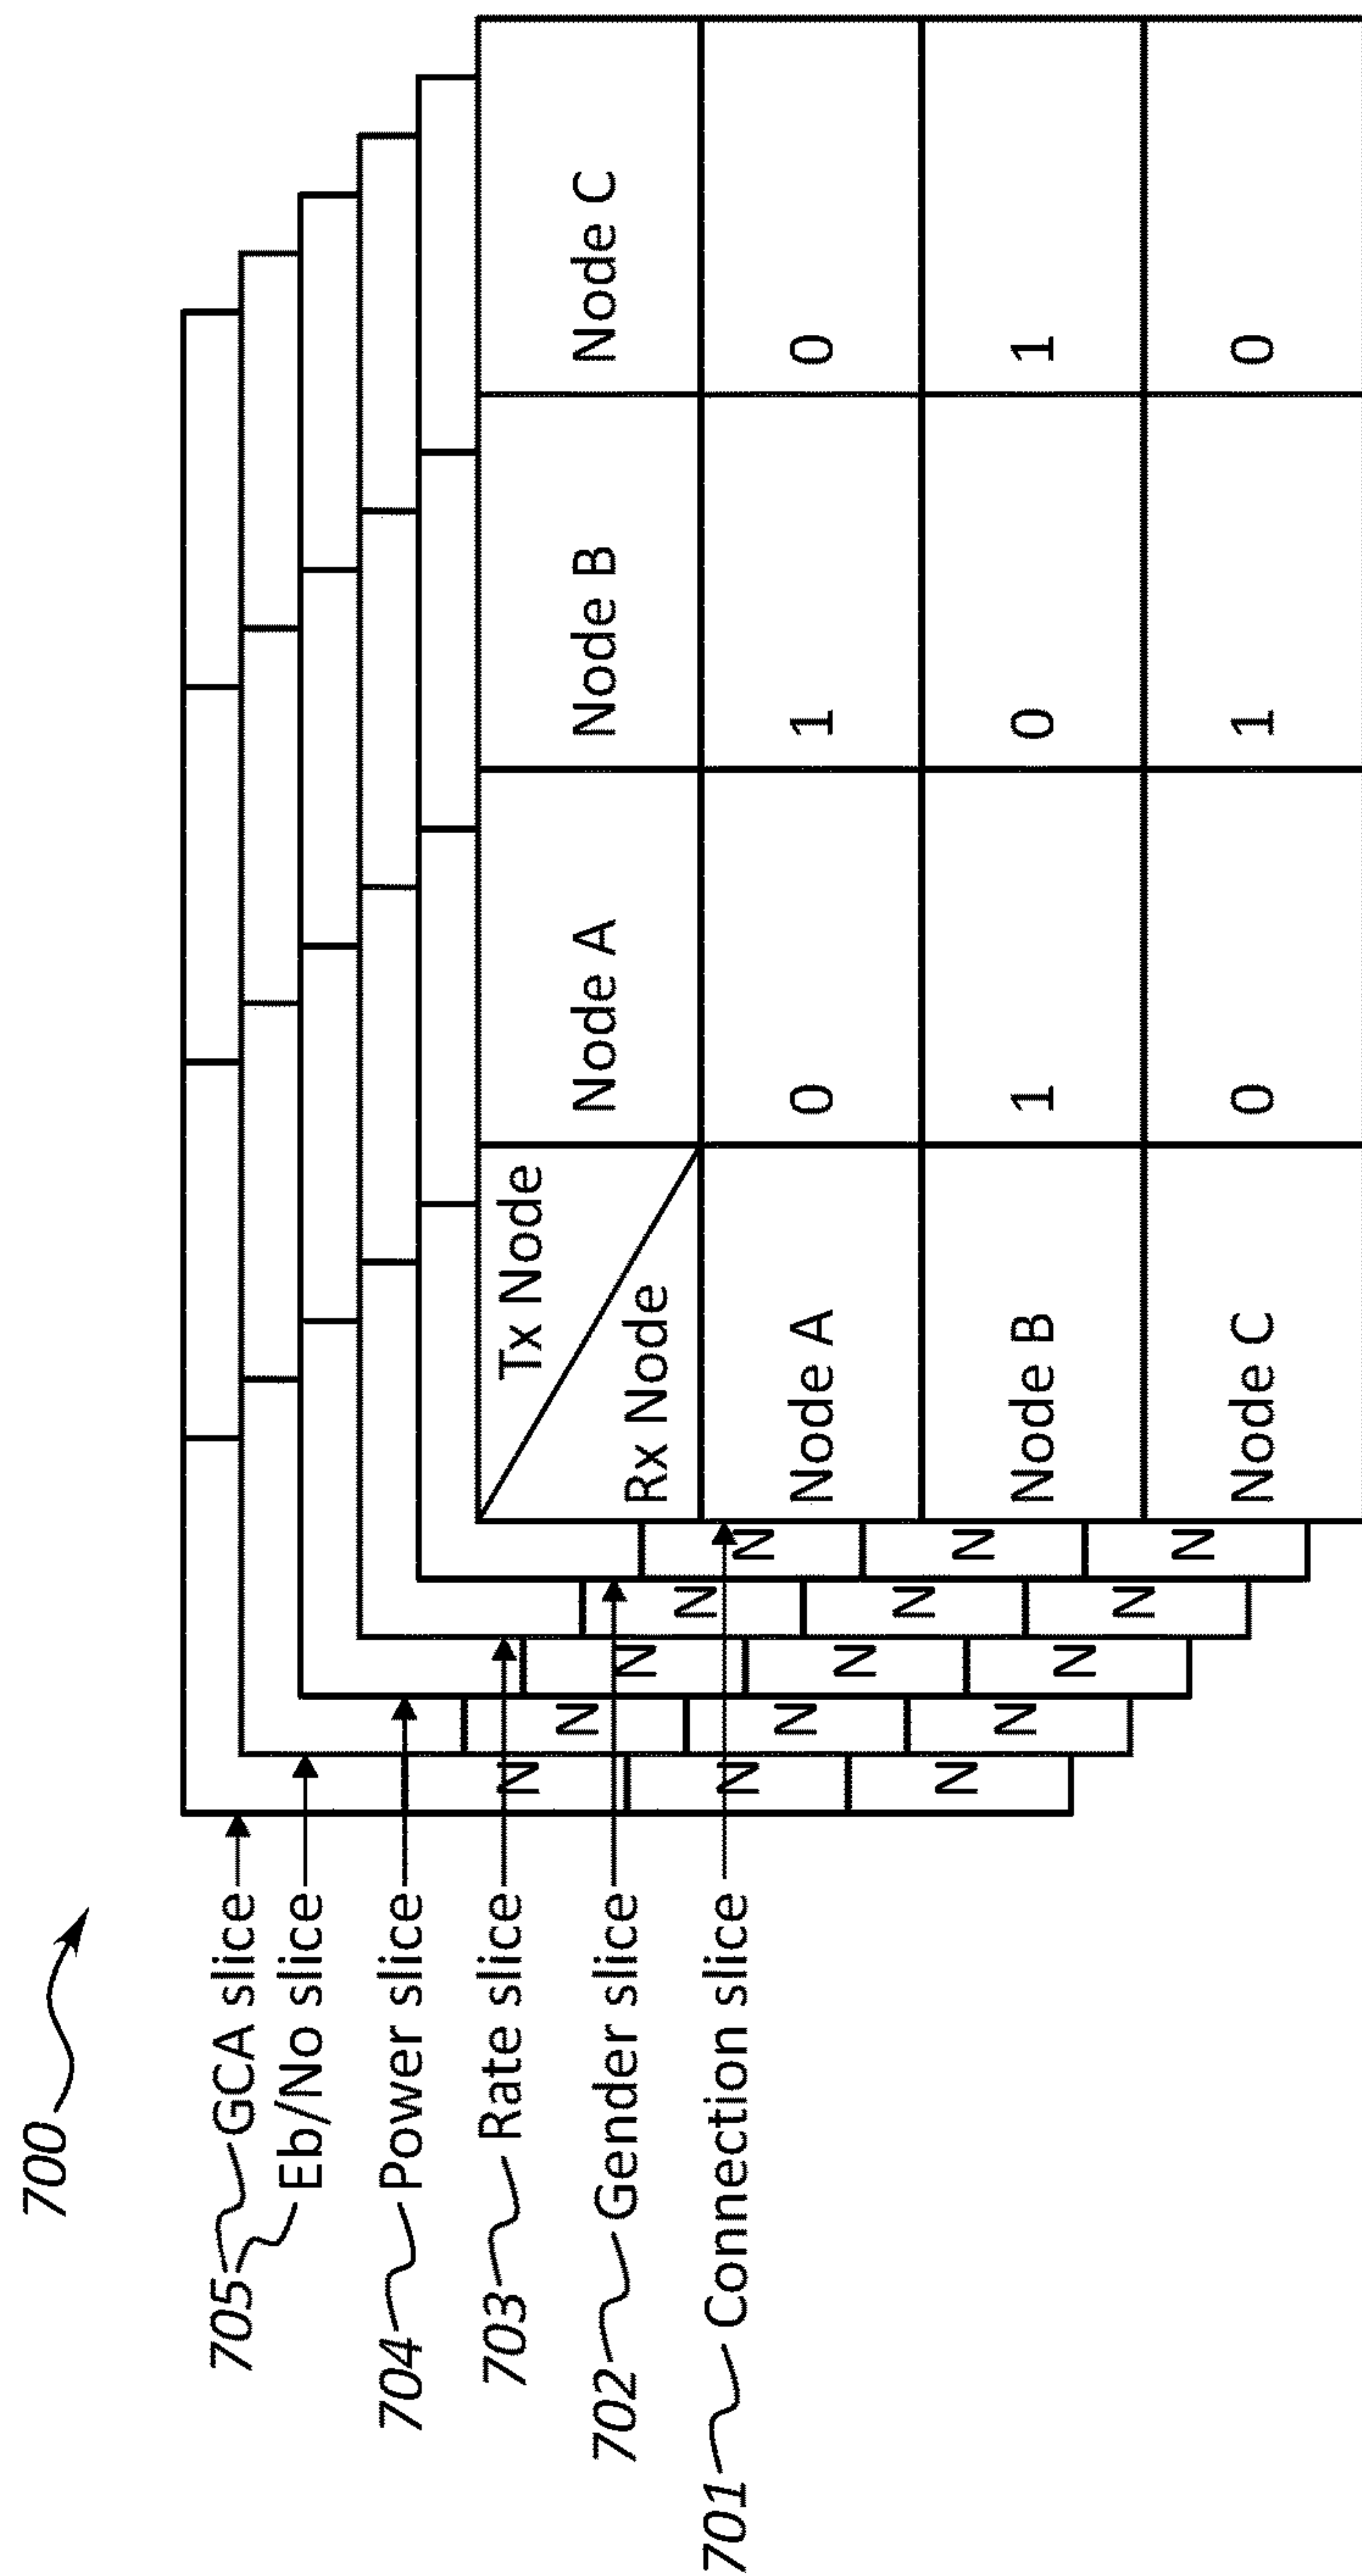 700
705 GCA slice
Eb/No slice
704 Power slice
703 Rate slice
702 Gender slice
701 Connection slice
N N N
N N N
N N N
N N N
N N N
Tx Node
Rx Node
Node A Node B Node C
Node A 0 1 0
Node B 1 0 1
Node C 0 1 0